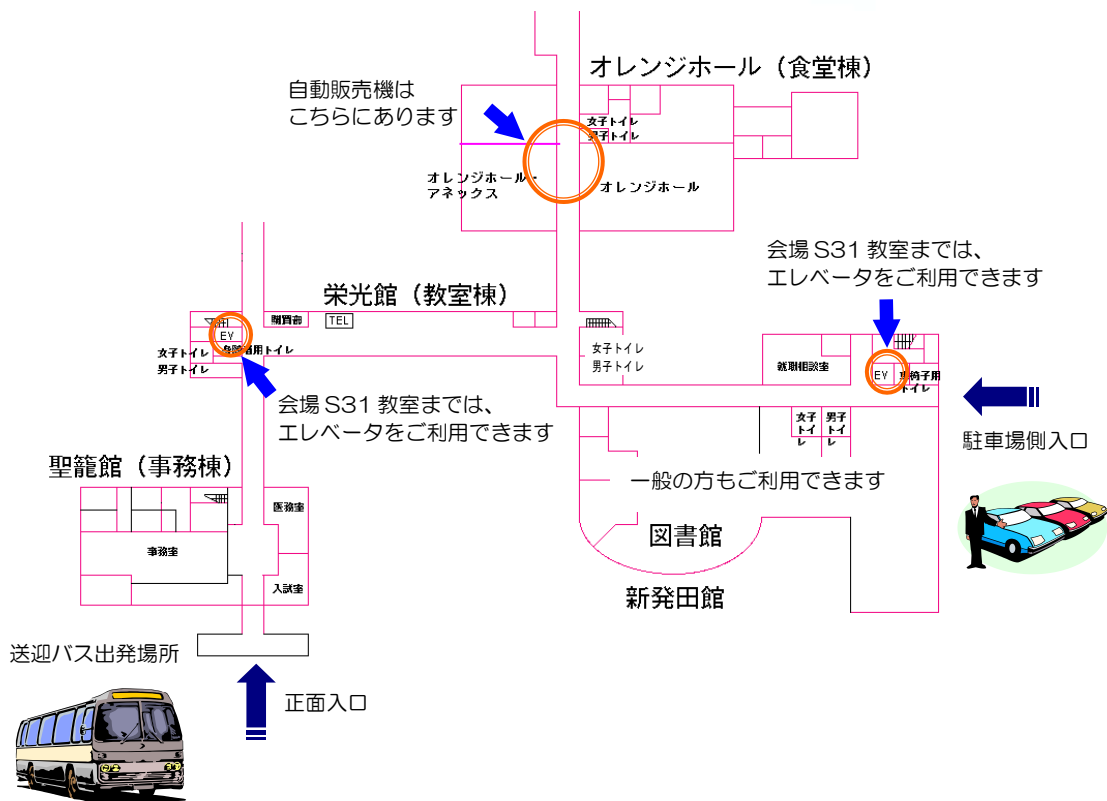 オレンジホール（食堂棟）
自動販売機は
こちらにあります
女子トイレ
男子トイレ
オレンジホール・
アネックス
オレンジホール
会場 S31 教室までは、
エレベータをご利用できます
栄光館（教室棟）
購買部
TEL
EV
女子トイレ
男子トイレ
女子トイレ
男子トイレ
就職相談室
EV
車椅子用
トイレ
会場 S31 教室までは、
エレベータをご利用できます
駐車場側入口
女子
トイ
レ
男子
トイ
レ
聖籠館（事務棟）
一般の方もご利用できます
医務室
事務室
図書館
入試室
新発田館
送迎バス出発場所
正面入口